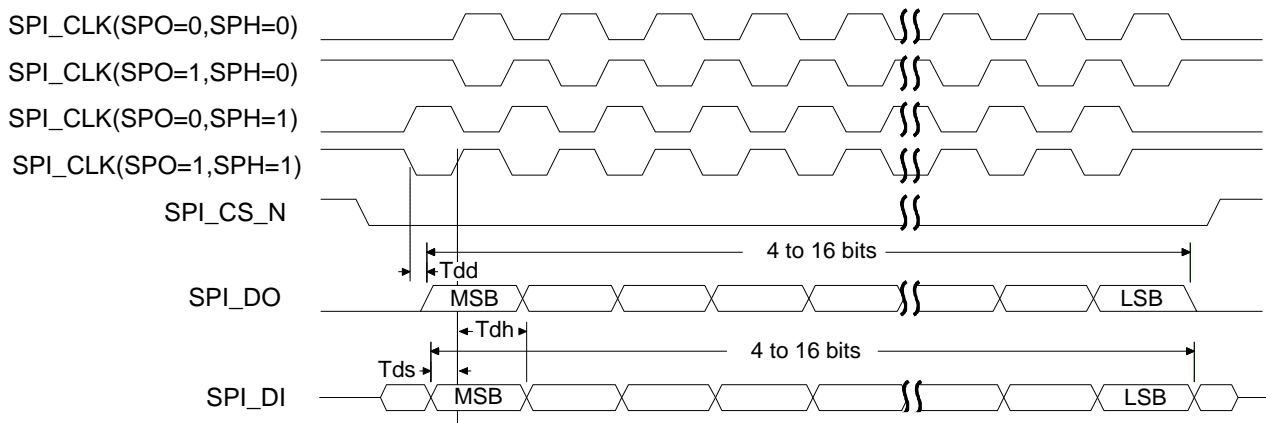 SPI_CLK(SPO=0,SPH=0)
SPI_CLK(SPO=1,SPH=0)
SPI_CLK(SPO=0,SPH=1)
SPI_CLK(SPO=1,SPH=1)
SPI_CS_N
4 to 16 bits
Tdd
SPI_DO
MSB
LSB
Tdh
4 to 16 bits
Tds
SPI_DI
MSB
LSB